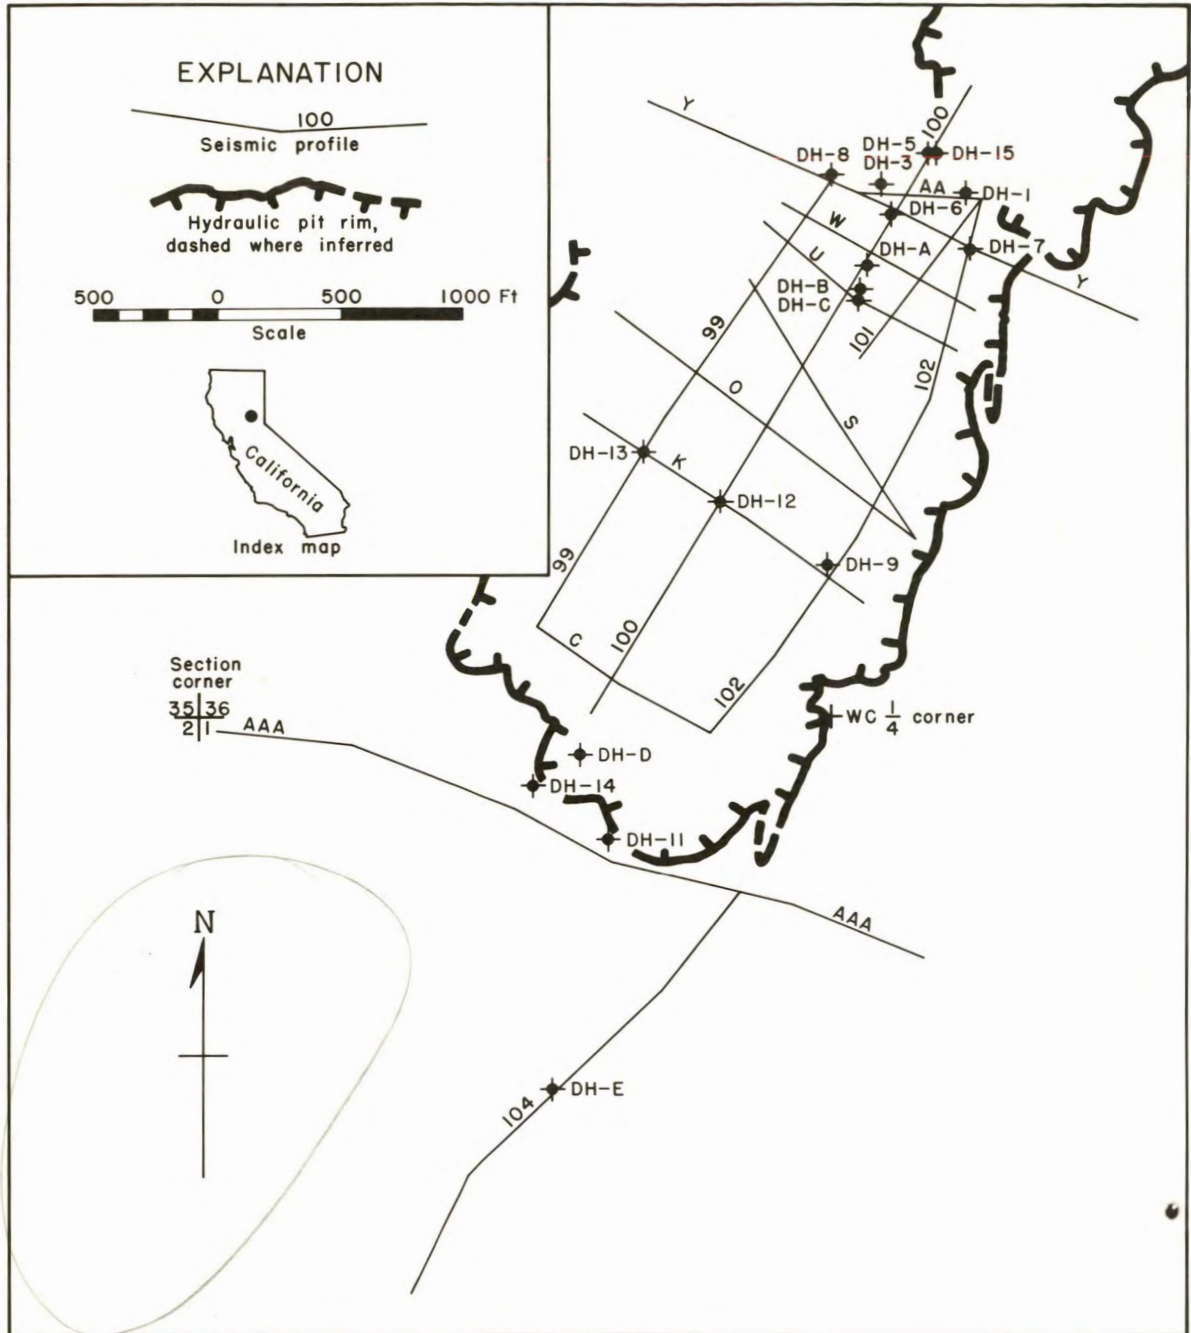 EXPLANATION
100
Seismic profile
Hydraulic pit rim,
dashed where inferred
500 0 500 1000 Ft
Scale
California
Index map
Y
100
DH-5
DH-8
DH-3
DH-15
AA
DH-1
DH-6
W
DH-7
U
DH-A
Y
DH-B
DH-C
99
101
102
O
S
DH-13
K
DH-12
99
DH-9
C
100
102
Section
corner
35 36
2 1
AAA
WC 1/4 corner
DH-D
DH-14
DH-11
AAA
N
DH-E
104